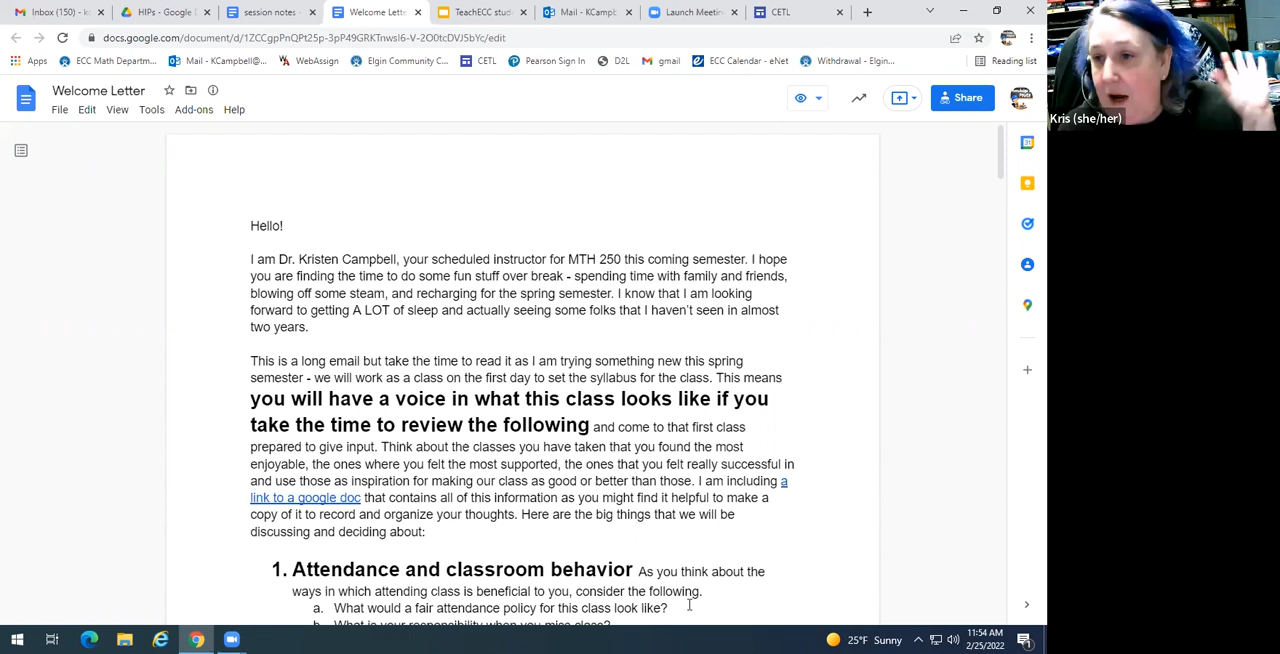 Inbox (150) - kc
HIPs - Google D
session notes -
Welcome Letter
TeachECC stud
Mail - KCampb
Launch Meetin
CETL
docs.google.com/document/d/1ZCCgpPnQPt25p-3pP49GRKTnwsl6-V-2O0tcDVJ5bYc/edit
Apps
ECC Math Departm...
Mail - KCampbell@...
WebAssign
Elgin Community C...
CETL
Pearson Sign In
D2L
gmail
ECC Calendar - eNet
Withdrawal - Elgin...
Reading list
Welcome Letter
File Edit View Tools Add-ons Help
Share
Kris (she/her)
Hello!
I am Dr. Kristen Campbell, your scheduled instructor for MTH 250 this coming semester. I hope
you are finding the time to do some fun stuff over break - spending time with family and friends,
blowing off some steam, and recharging for the spring semester. I know that I am looking
forward to getting A LOT of sleep and actually seeing some folks that I haven't seen in almost
two years.
This is a long email but take the time to read it as I am trying something new this spring
semester - we will work as a class on the first day to set the syllabus for the class. This means
you will have a voice in what this class looks like if you
take the time to review the following and come to that first class
prepared to give input. Think about the classes you have taken that you found the most
enjoyable, the ones where you felt the most supported, the ones that you felt really successful in
and use those as inspiration for making our class as good or better than those. I am including a
link to a google doc that contains all of this information as you might find it helpful to make a
copy of it to record and organize your thoughts. Here are the big things that we will be
discussing and deciding about:
1. Attendance and classroom behavior As you think about the
ways in which attending class is beneficial to you, consider the following.
a. What would a fair attendance policy for this class look like?
b. What is your responsibility when you miss class?
25°F Sunny
11:54 AM
2/25/2022
1